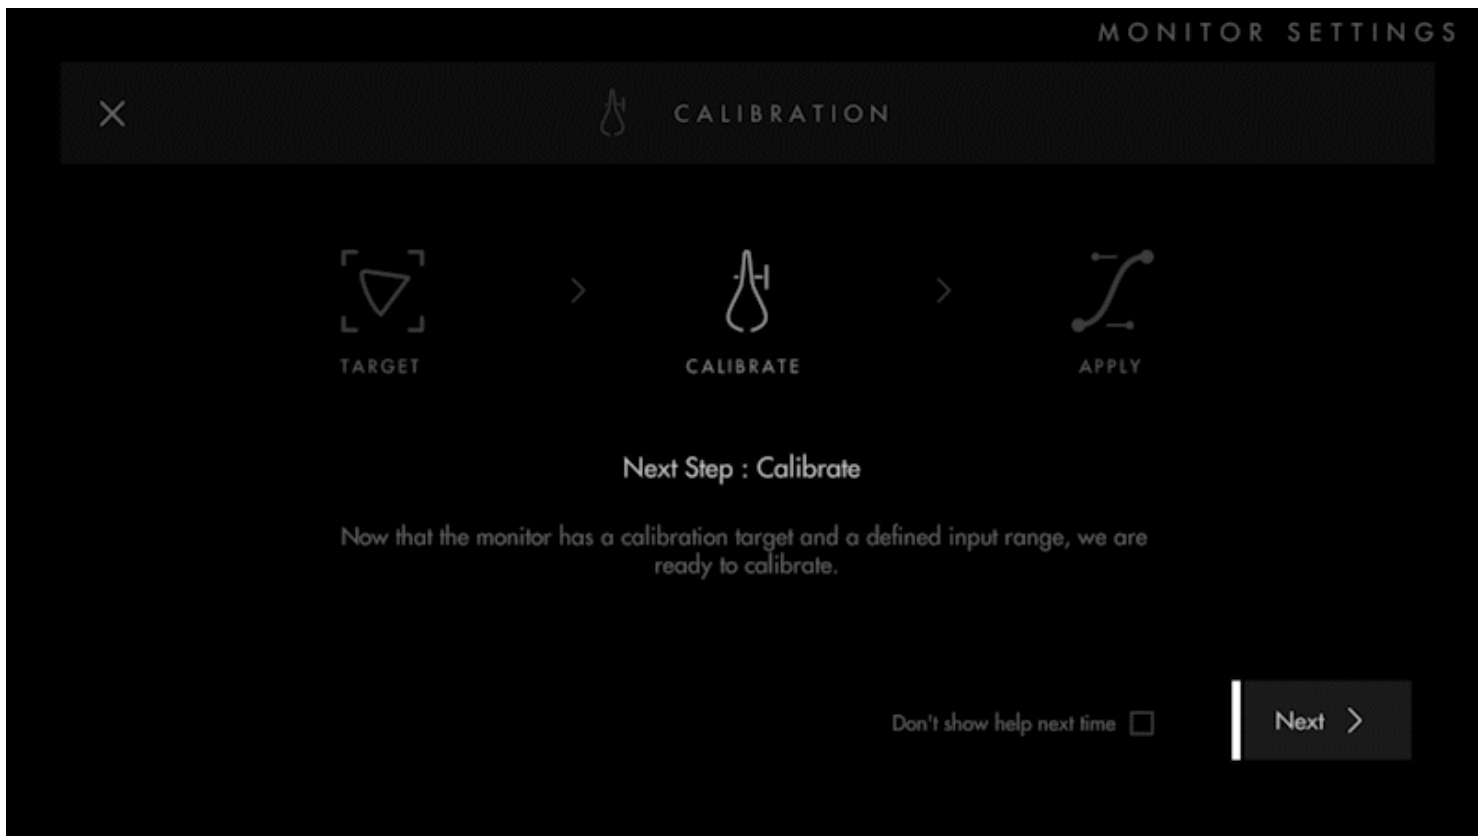 MONITOR SETTINGS
CALIBRATION
TARGET
CALIBRATE
APPLY
Next Step : Calibrate
Now that the monitor has a calibration target and a defined input range, we are
ready to calibrate.
Don't show help next time
Next